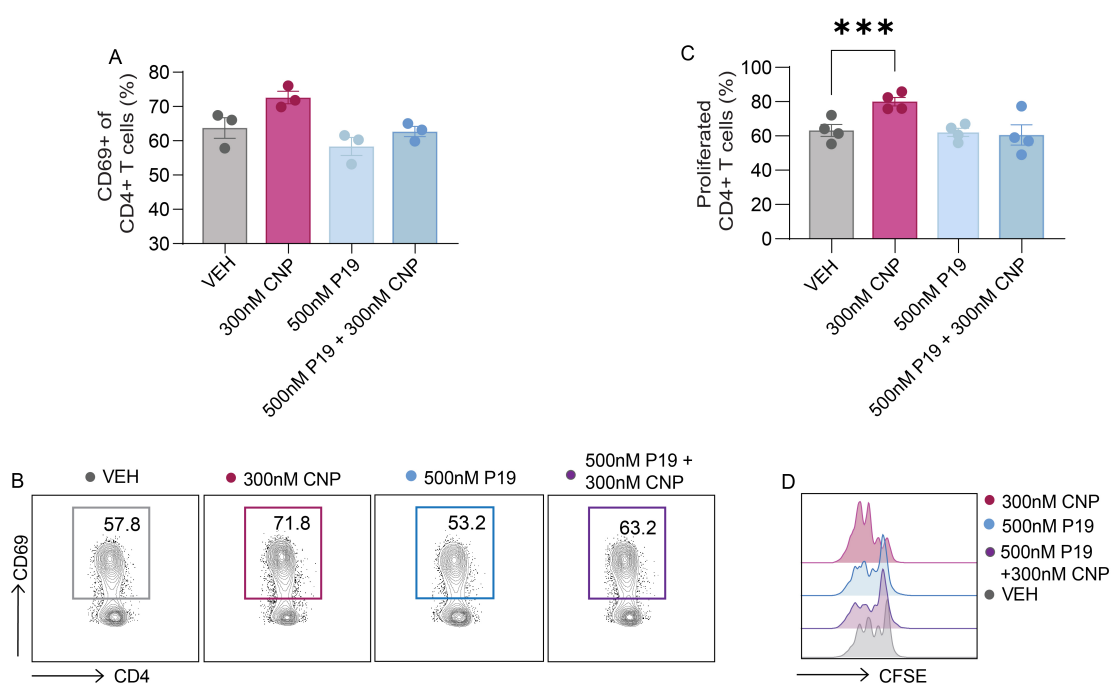 A
CD69+ of
CD4+ T cells (%)
80
70
60
50
40
30
VEH
300nM CNP
500nM P19
500nM P19 + 300nM CNP
C
***
Proliferated
CD4+ T cells (%)
100
80
60
40
20
0
VEH
300nM CNP
500nM P19
500nM P19 + 300nM CNP
B
VEH
300nM CNP
500nM P19
500nM P19 +
300nM CNP
57.8
71.8
53.2
63.2
CD69
CD4
D
300nM CNP
500nM P19
500nM P19
+300nM CNP
VEH
CFSE